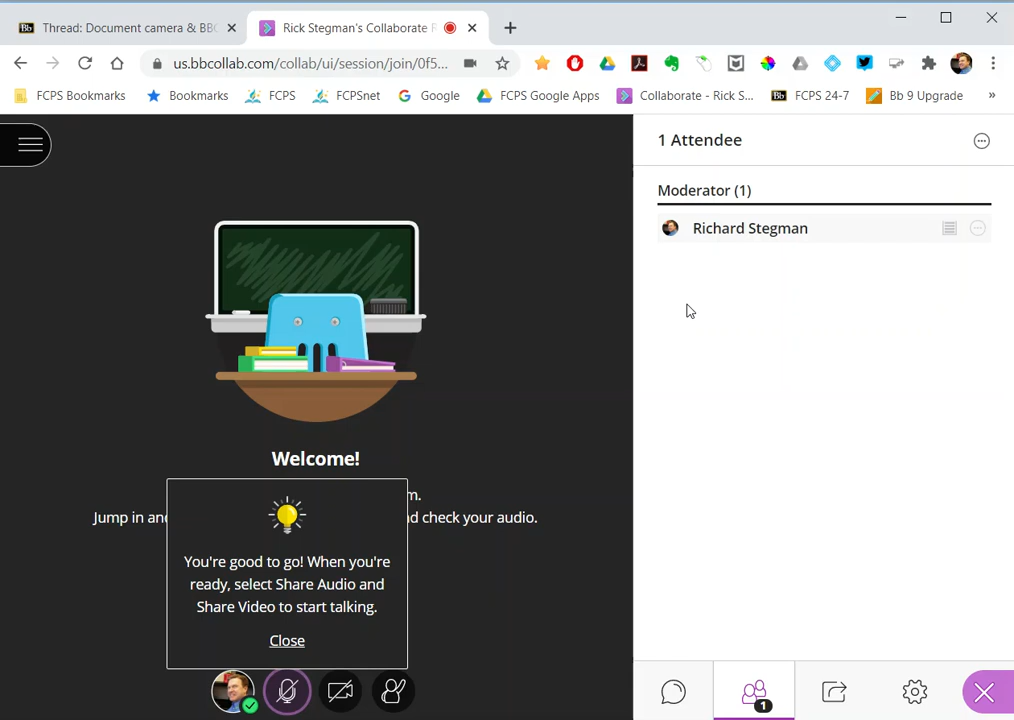 Bb Thread: Document camera & BBC
Rick Stegman's Collaborate R
us.bbcollab.com/collab/ui/session/join/0f5...
FCPS Bookmarks Bookmarks FCPS FCPSnet Google FCPS Google Apps Collaborate - Rick S... Bb FCPS 24-7 Bb 9 Upgrade »
1 Attendee
Moderator (1)
Richard Stegman
Welcome!
m.
Jump in and check your audio.
You're good to go! When you're
ready, select Share Audio and
Share Video to start talking.
Close
1